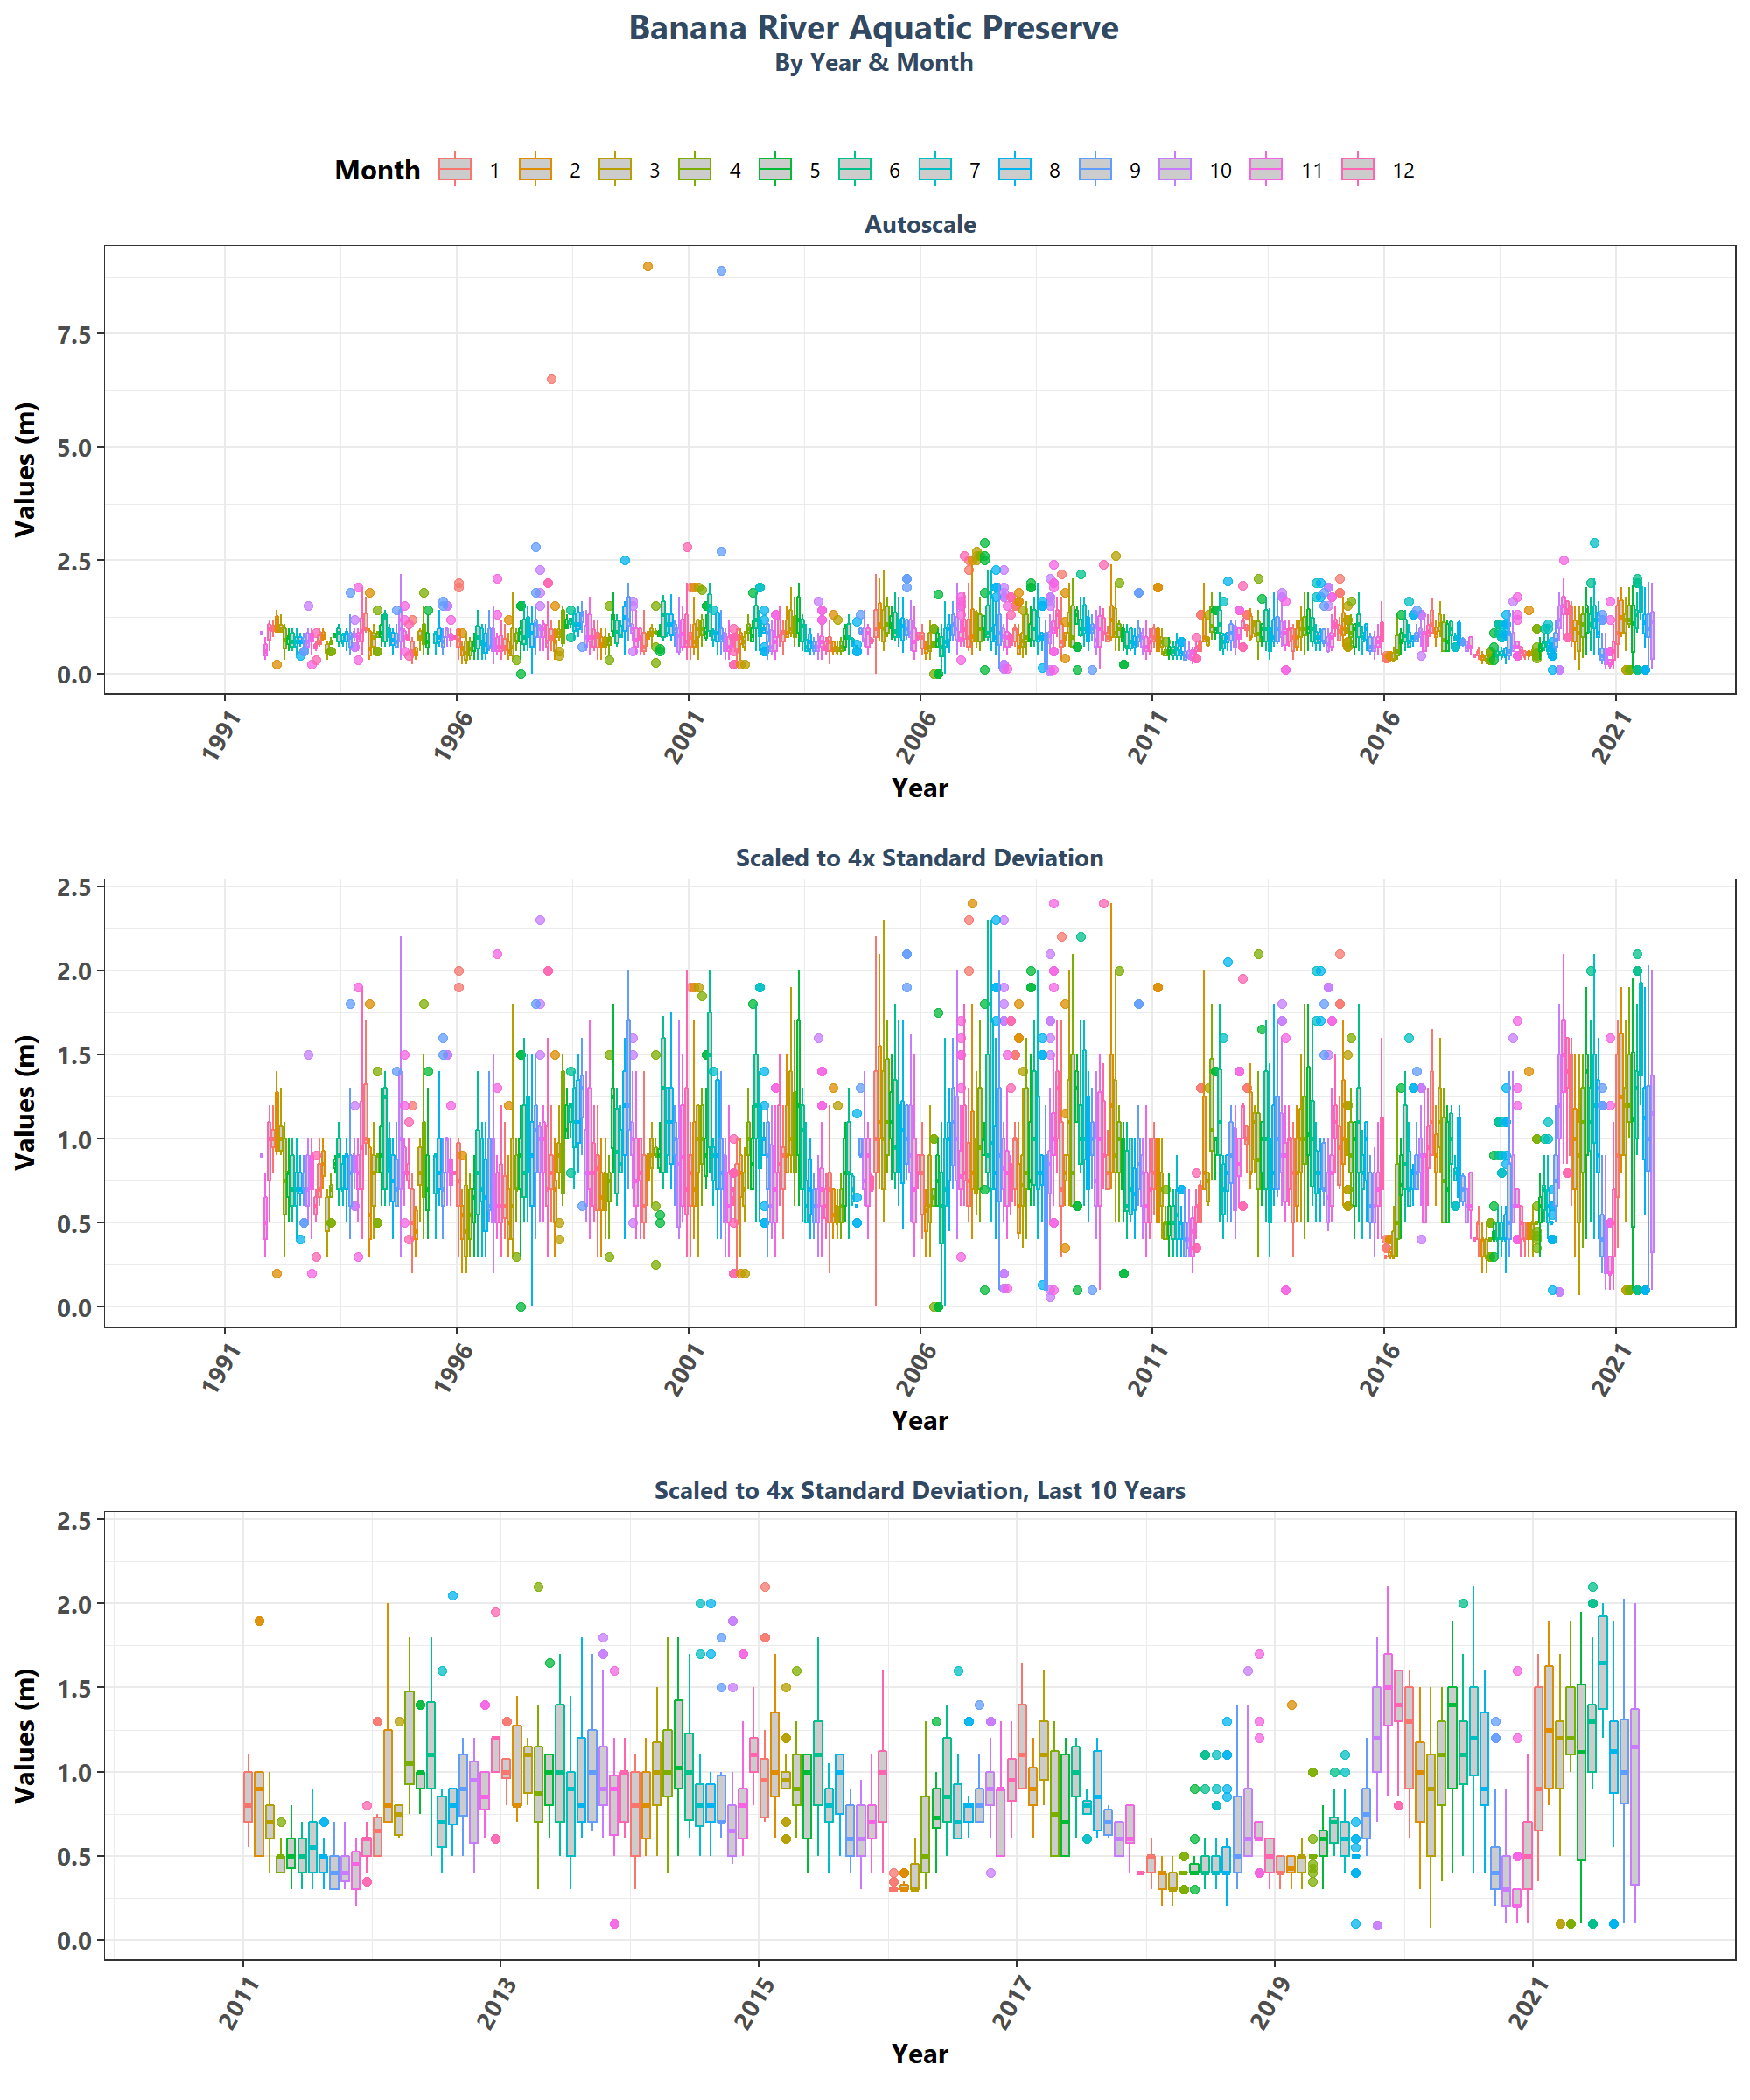 Banana River Aquatic Preserve
By Year & Month
Month 1 2 3 4 5 6 7 8 9 10 11 12
Autoscale
Values (m)
7.5
5.0
2.5
0.0
1991 1996 2001 2006 2011 2016 2021
Year
Scaled to 4x Standard Deviation
Values (m)
2.5
2.0
1.5
1.0
0.5
0.0
1991 1996 2001 2006 2011 2016 2021
Year
Scaled to 4x Standard Deviation, Last 10 Years
Values (m)
2.5
2.0
1.5
1.0
0.5
0.0
2011 2013 2015 2017 2019 2021
Year